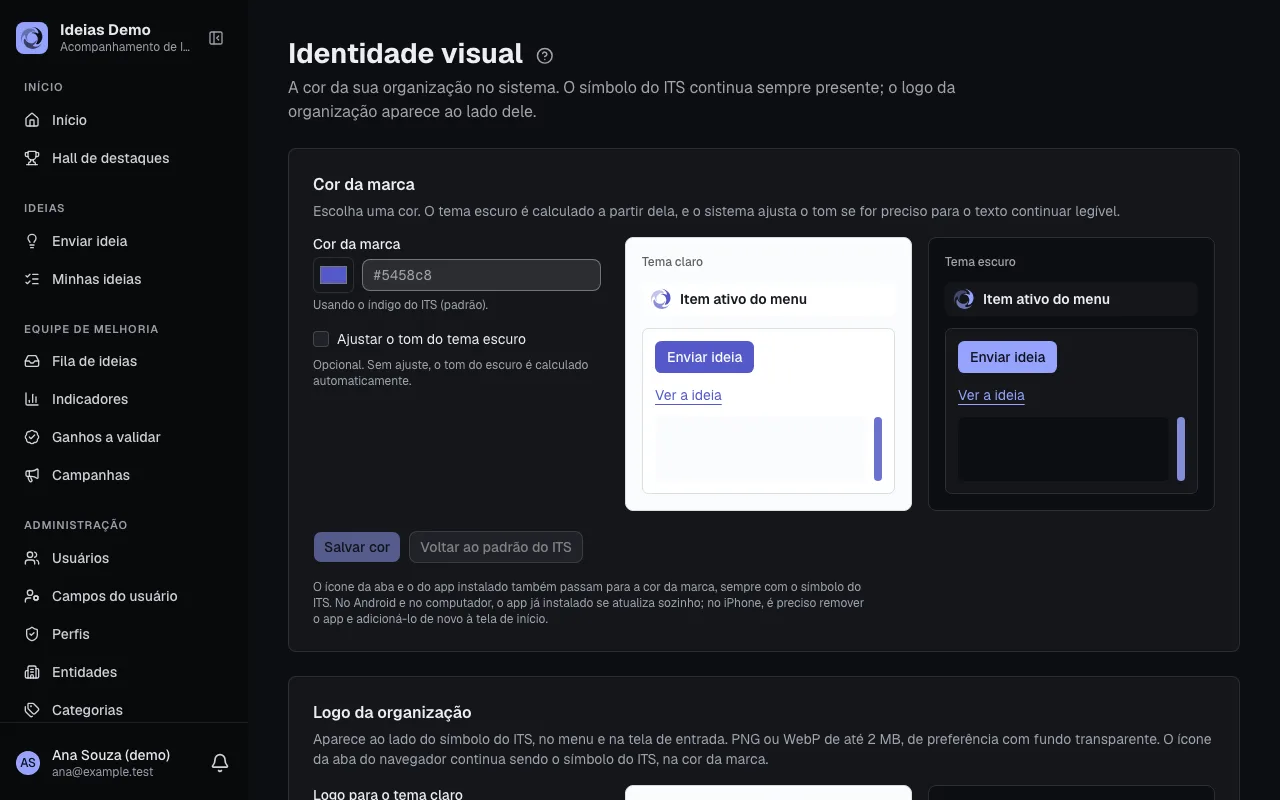 Ideias Demo
Acompanhamento de I...
INÍCIO
Início
Hall de destaques
IDEIAS
Enviar ideia
Minhas ideias
EQUIPE DE MELHORIA
Fila de ideias
Indicadores
Ganhos a validar
Campanhas
ADMINISTRAÇÃO
Usuários
Campos do usuário
Perfis
Entidades
Categorias
AS
Ana Souza (demo)
ana@example.test
Identidade visual
A cor da sua organização no sistema. O símbolo do ITS continua sempre presente; o logo da
organização aparece ao lado dele.
Cor da marca
Escolha uma cor. O tema escuro é calculado a partir dela, e o sistema ajusta o tom se for preciso para o texto continuar legível.
Cor da marca
#5458c8
Usando o índigo do ITS (padrão).
Ajustar o tom do tema escuro
Opcional. Sem ajuste, o tom do escuro é calculado
automaticamente.
Tema claro
Item ativo do menu
Enviar ideia
Ver a ideia
Tema escuro
Item ativo do menu
Enviar ideia
Ver a ideia
Salvar cor
Voltar ao padrão do ITS
O ícone da aba e o do app instalado também passam para a cor da marca, sempre com o símbolo do
ITS. No Android e no computador, o app já instalado se atualiza sozinho; no iPhone, é preciso remover
o app e adicioná-lo de novo à tela de início.
Logo da organização
Aparece ao lado do símbolo do ITS, no menu e na tela de entrada. PNG ou WebP de até 2 MB, de preferência com fundo transparente. O ícone
da aba do navegador continua sendo o símbolo do ITS, na cor da marca.
Logo para o tema claro